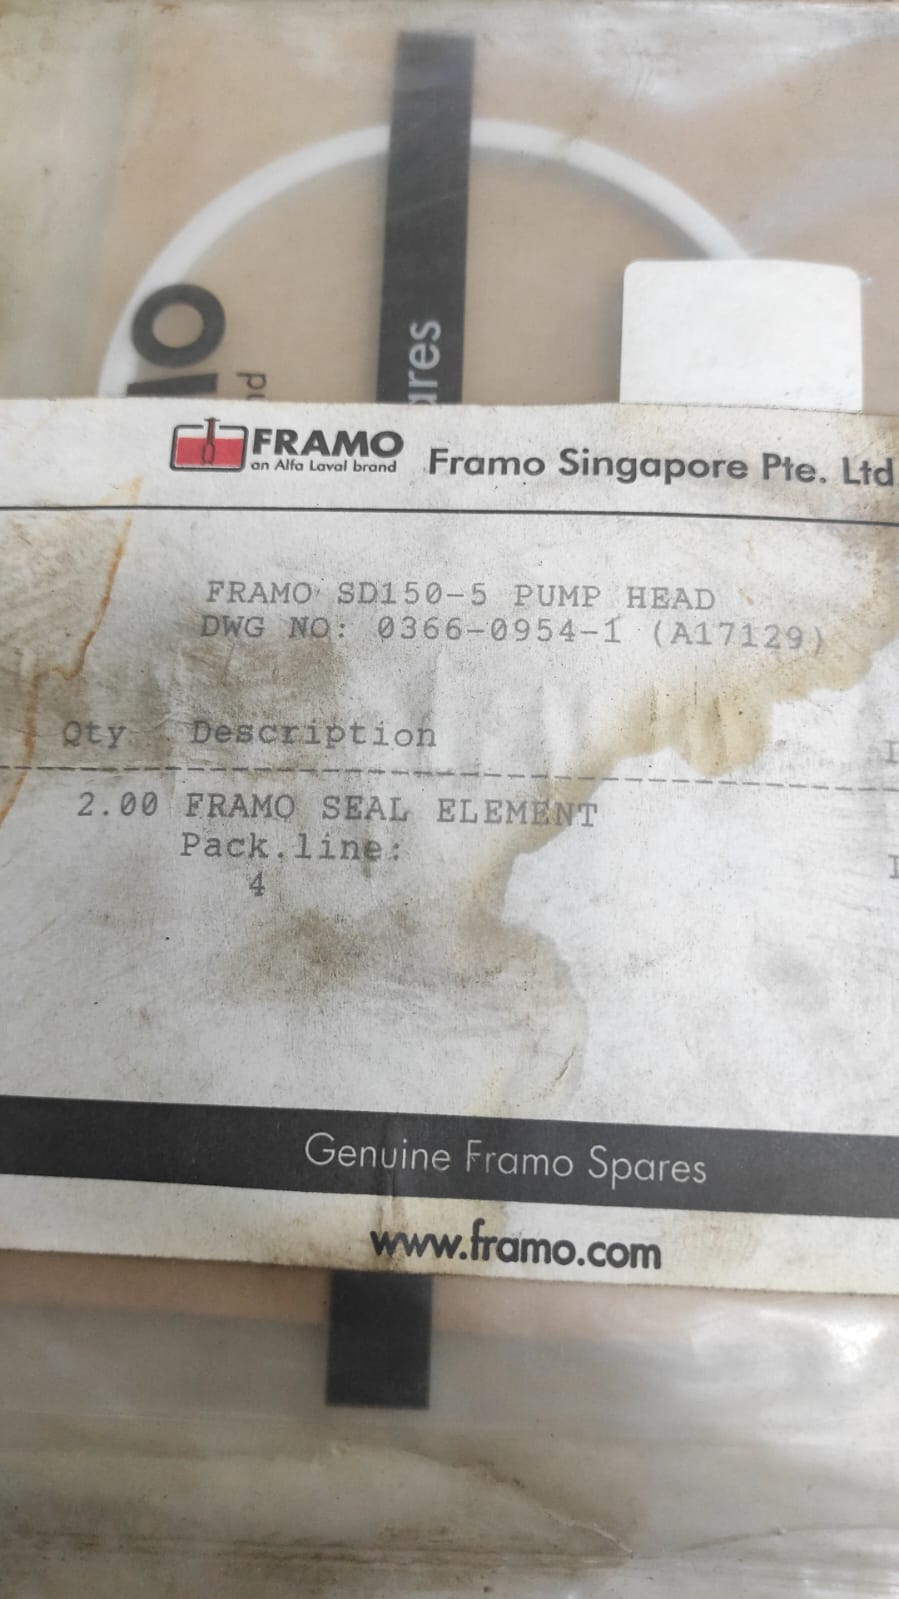 ares
FRAMO
an Alfa Laval brand
Framo Singapore Pte. Ltd
FRAMO SD150-5 PUMP HEAD
DWG NO: 0366-0954-1 (A17129)
Qty Description
2.00 FRAMO SEAL ELEMENT
Pack.line:
4
Genuine Framo Spares
www.framo.com